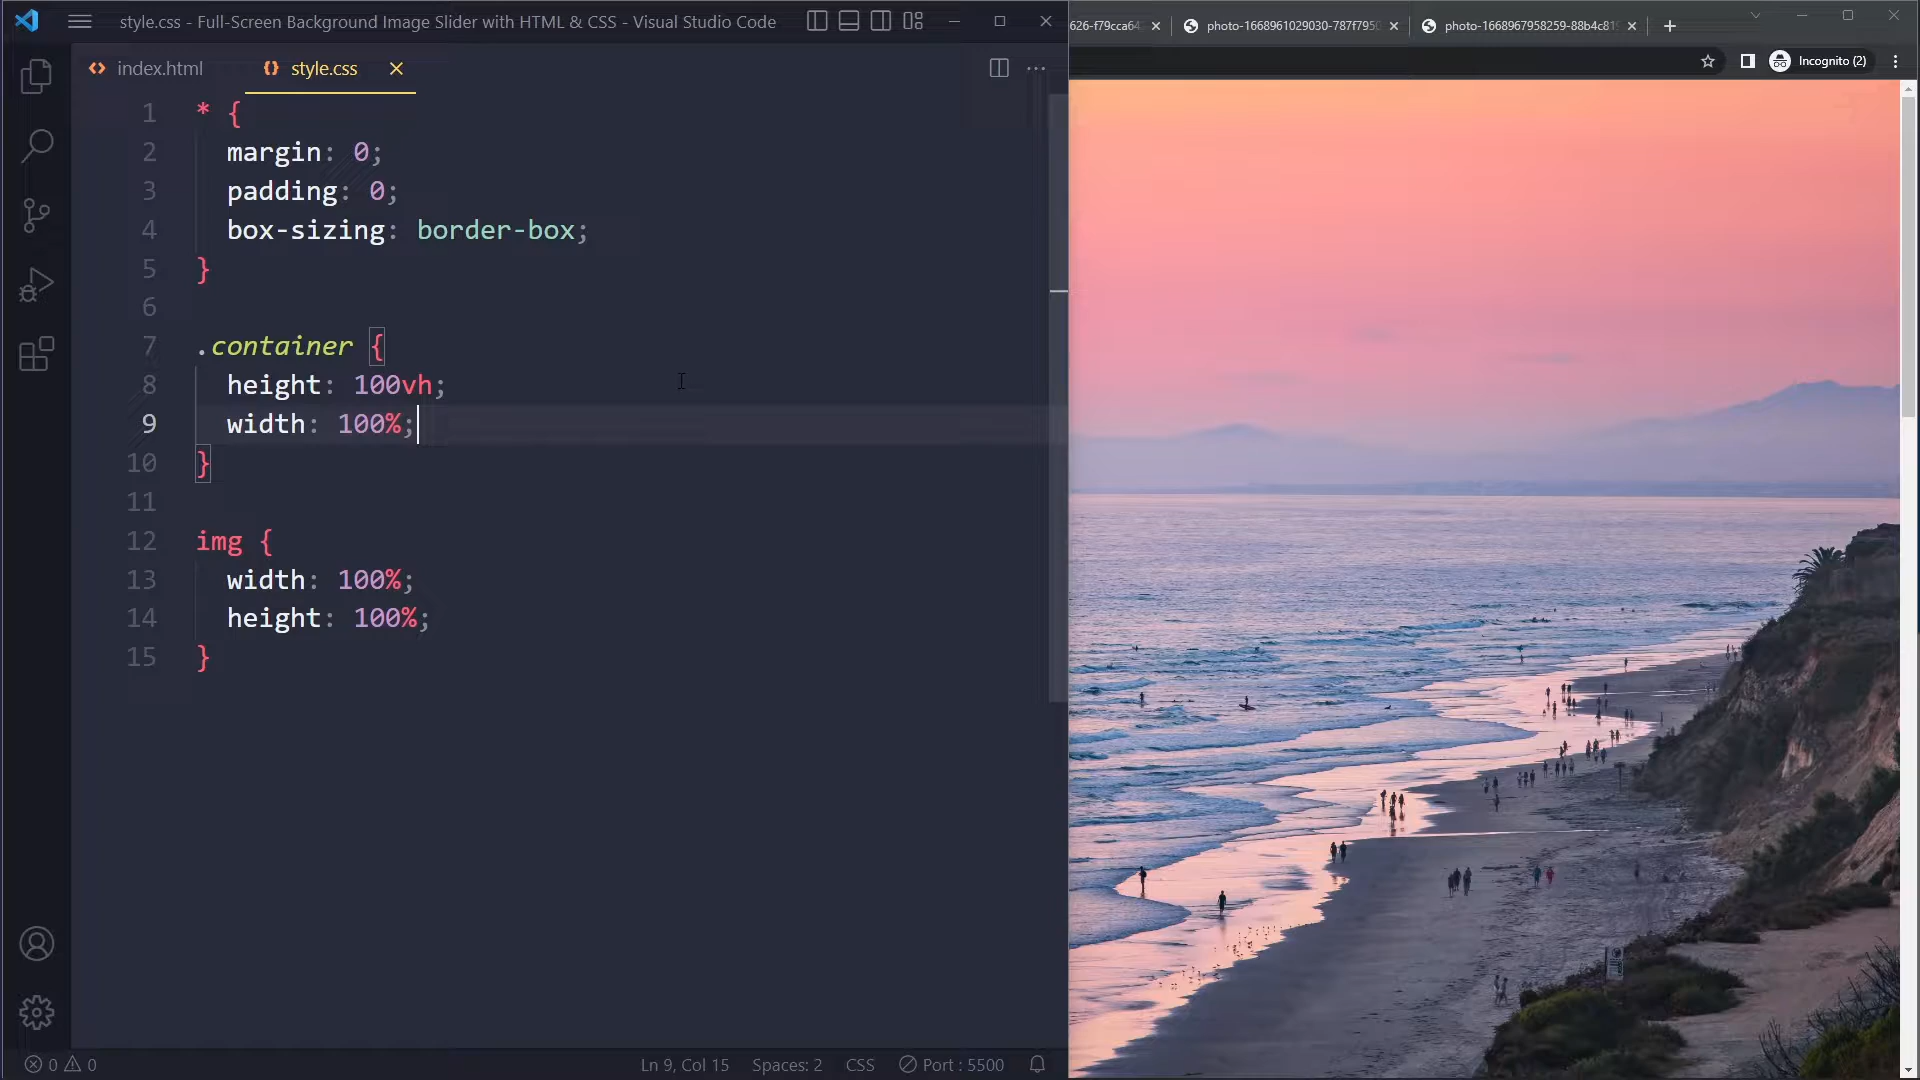 style.css - Full-Screen Background Image Slider with HTML & CSS - Visual Studio Code
626-f79cca64
photo-1668961029030-787f7950
photo-1668967958259-88b4c819
Incognito (2)
index.html
style.css
1 * {
2 margin: 0;
3 padding: 0;
4 box-sizing: border-box;
5 }
6
7 .container {
8 height: 100vh;
9 width: 100%;
10 }
11
12 img {
13 width: 100%;
14 height: 100%;
15 }
0 0
Ln 9, Col 15
Spaces: 2
CSS
Port : 5500